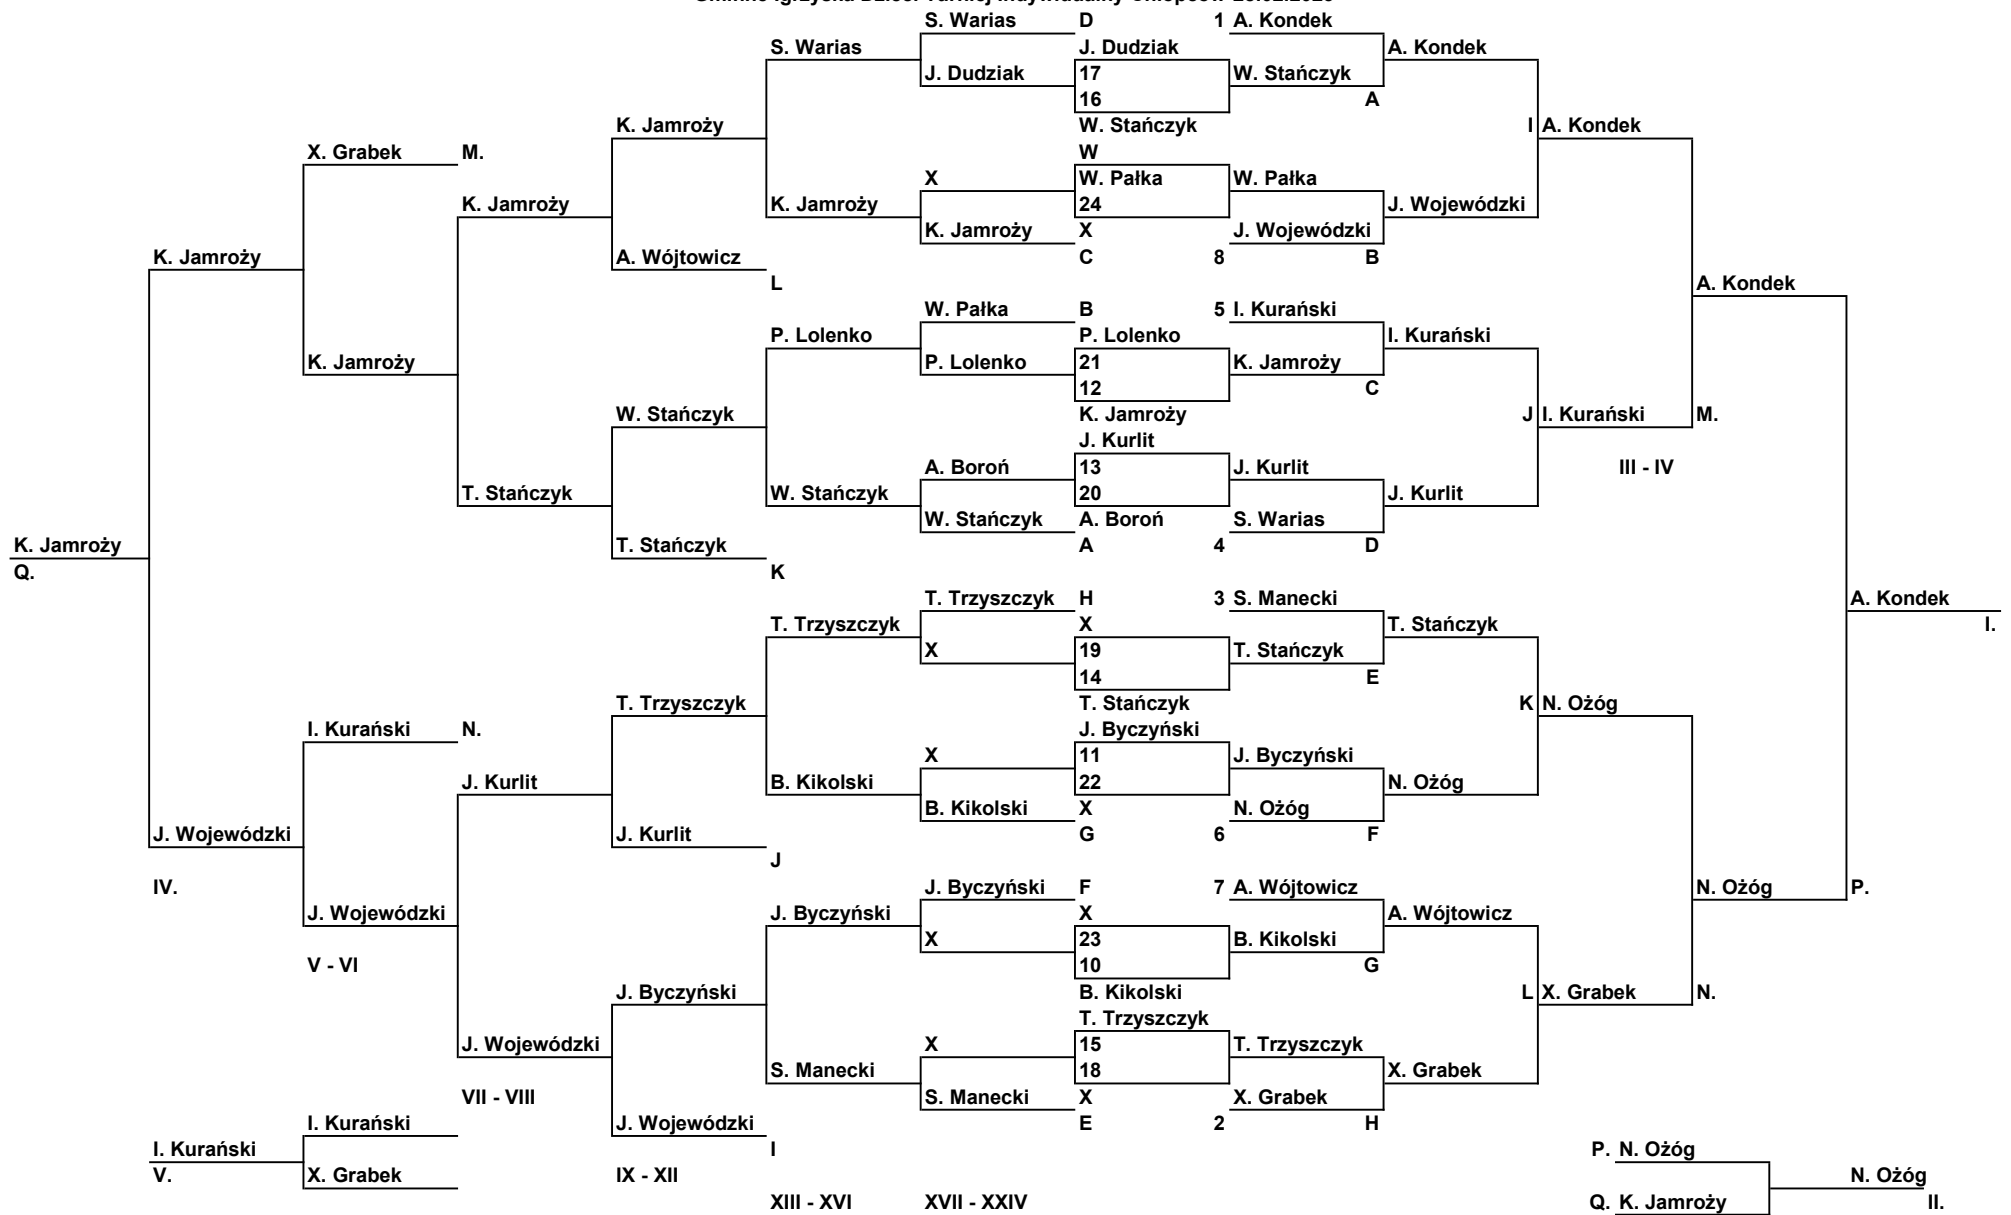 Gminne Igrzyska Dzieci Turniej Indywidualny Chłopców
S. Warias D 1 A. Kondek
S. Warias J. Dudziak A. Kondek
J. Dudziak 17 W. Stańczyk
16 A
K. Jamroży W. Stańczyk I A. Kondek
X. Grabek M. W
X W. Pałka W. Pałka
K. Jamroży K. Jamroży 24 J. Wojewódzki
K. Jamroży X J. Wojewódzki
K. Jamroży A. Wójtowicz C 8 B
L A. Kondek
W. Pałka B 5 I. Kurański
P. Lolenko P. Lolenko I. Kurański
K. Jamroży P. Lolenko 21 K. Jamroży
12 C
W. Stańczyk K. Jamroży J I. Kurański M.
J. Kurlit
A. Boroń 13 J. Kurlit III - IV
T. Stańczyk W. Stańczyk 20 J. Kurlit
W. Stańczyk A. Boroń S. Warias
K. Jamroży T. Stańczyk A 4 D
Q. K
T. Trzyszczyk H 3 S. Manecki A. Kondek
T. Trzyszczyk X T. Stańczyk I.
X 19 T. Stańczyk
14 E
T. Trzyszczyk T. Stańczyk K N. Ożóg
I. Kurański N. J. Byczyński
X 11 J. Byczyński
J. Kurlit B. Kikolski 22 N. Ożóg
B. Kikolski X N. Ożóg
J. Wojewódzki J. Kurlit G 6 F
J
IV. J. Byczyński F 7 A. Wójtowicz N. Ożóg P.
J. Wojewódzki J. Byczyński X A. Wójtowicz
X 23 B. Kikolski
V - VI 10 G
J. Byczyński B. Kikolski L X. Grabek N.
T. Trzyszczyk
J. Wojewódzki X 15 T. Trzyszczyk
S. Manecki 18 X. Grabek
VII - VIII S. Manecki X X. Grabek
I. Kurański J. Wojewódzki E 2 H
I. Kurański I P. N. Ożóg
V. X. Grabek IX - XII N. Ożóg
XIII - XVI XVII - XXIV Q. K. Jamroży II.